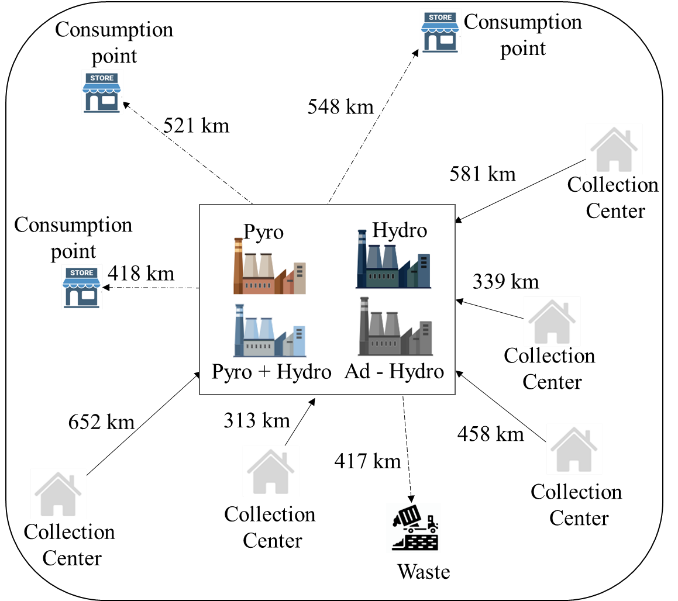 Consumption
point
STORE
521 km
STORE
Consumption
point
548 km
581 km
Collection
Center
Consumption
point
STORE
418 km
Pyro
Hydro
Pyro + Hydro
Ad - Hydro
339 km
Collection
Center
652 km
Collection
Center
313 km
Collection
Center
417 km
Waste
458 km
Collection
Center